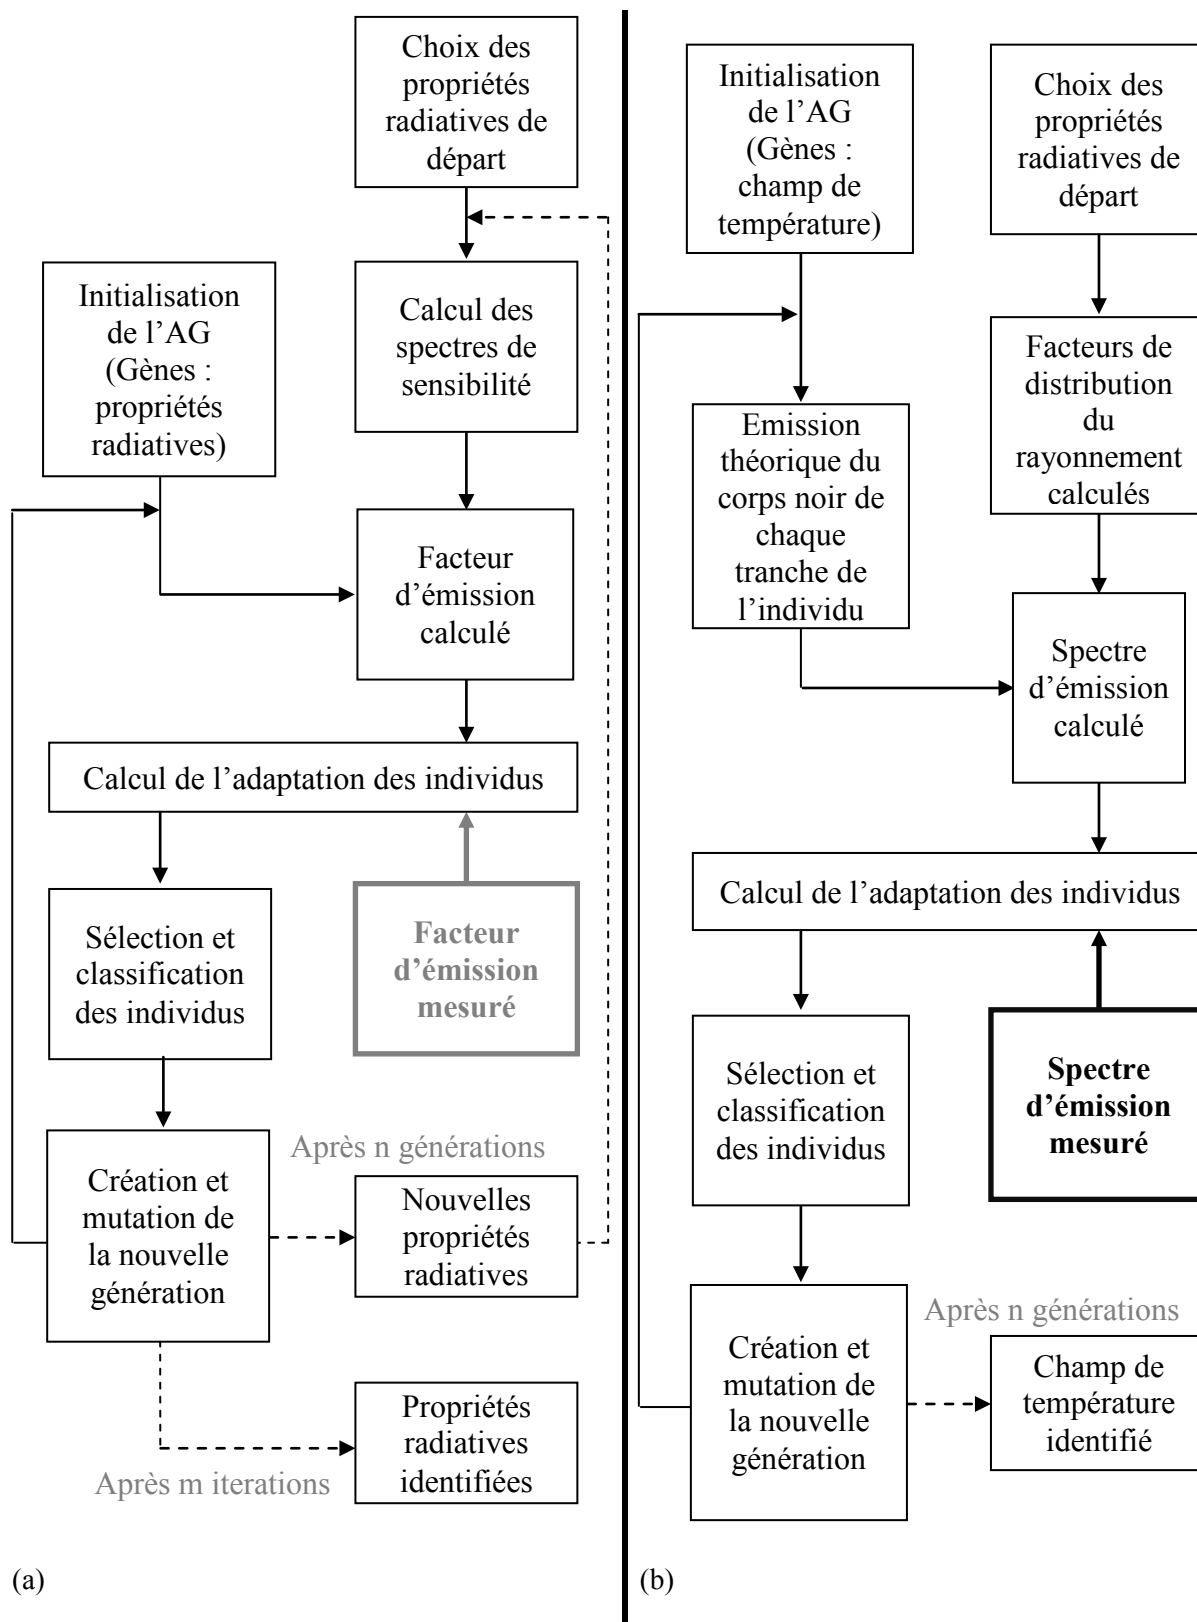 Choix des
propriétés
radiatives de
départ
Initialisation
de l’AG
(Gènes :
propriétés
radiatives)
Calcul des
spectres de
sensibilité
Facteur
d’émission
calculé
Calcul de l’adaptation des individus
Sélection et
classification
des individus
Facteur
d’émission
mesuré
Création et
mutation de
la nouvelle
génération
Après n générations
Nouvelles
propriétés
radiatives
Propriétés
radiatives
identifiées
Après m iterations
(a)
Initialisation
de l’AG
(Gènes :
champ de
température)
Choix des
propriétés
radiatives de
départ
Emission
théorique du
corps noir de
chaque
tranche de
l’individu
Facteurs de
distribution
du
rayonnement
calculés
Spectre
d’émission
calculé
Calcul de l’adaptation des individus
Sélection et
classification
des individus
Spectre
d’émission
mesuré
Création et
mutation de
la nouvelle
génération
Après n générations
Champ de
température
identifié
(b)